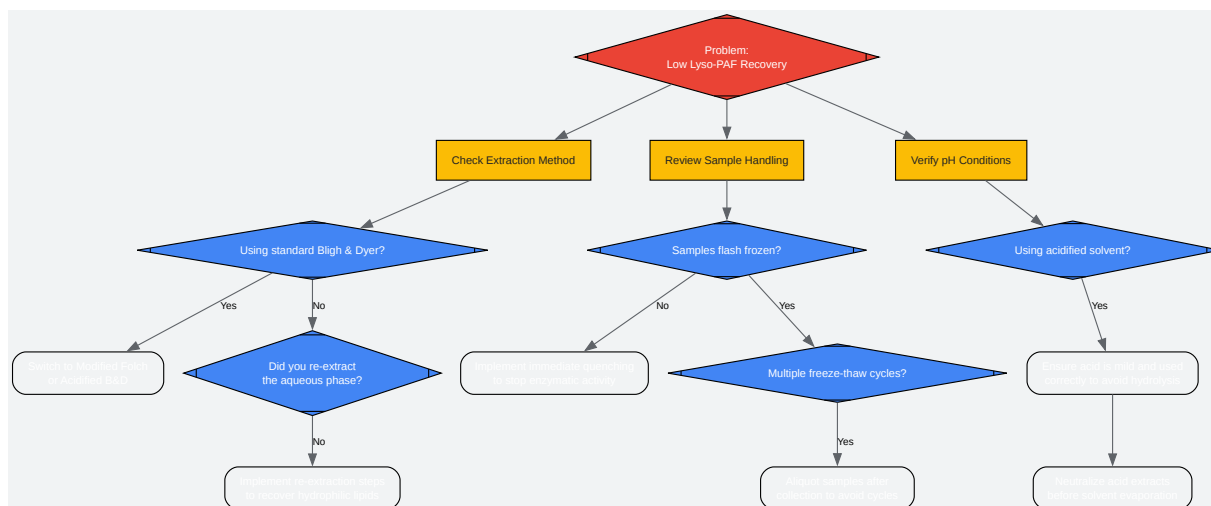 Problem:
Low Lyso-PAF Recovery
Check Extraction Method
Review Sample Handling
Verify pH Conditions
Using standard Bligh & Dyer?
Samples flash frozen?
Using acidified solvent?
Yes
No
No
Yes
Yes
Switch to Modified Folch
or Acidified B&D
Did you re-extract
the aqueous phase?
Implement immediate quenching
to stop enzymatic activity
Multiple freeze-thaw cycles?
Ensure acid is mild and used
correctly to avoid hydrolysis
No
Yes
Implement re-extraction steps
to recover hydrophilic lipids
Aliquot samples after
collection to avoid cycles
Neutralize acid extracts
before solvent evaporation